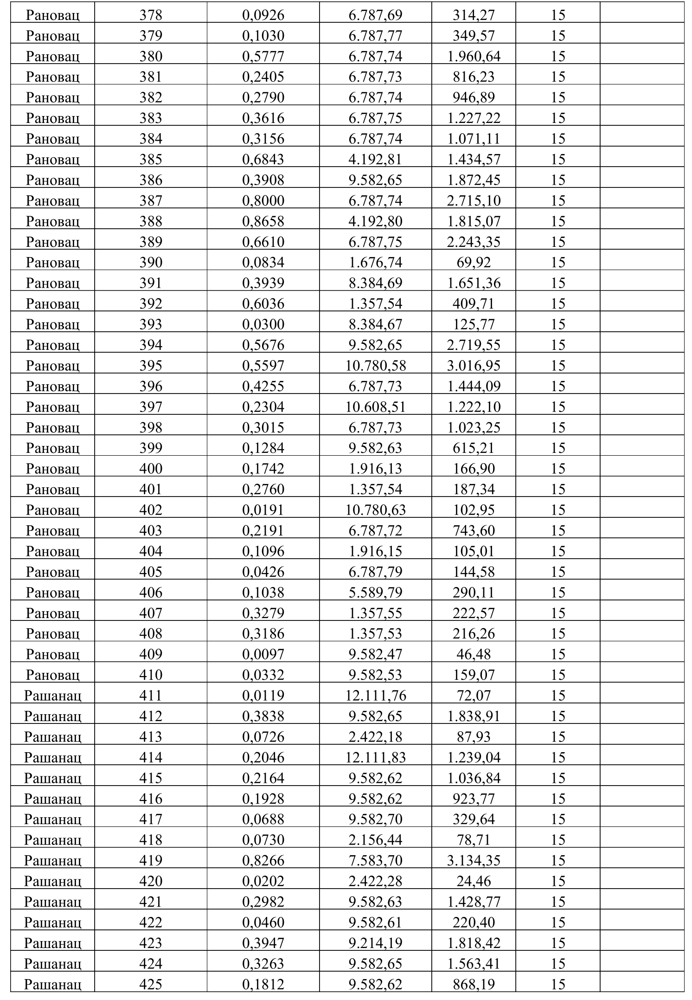 Рановац 378 0,0926 6.787,69 314,27 15
Рановац 379 0,1030 6.787,77 349,57 15
Рановац 380 0,5777 6.787,74 1.960,64 15
Рановац 381 0,2405 6.787,73 816,23 15
Рановац 382 0,2790 6.787,74 946,89 15
Рановац 383 0,3616 6.787,75 1.227,22 15
Рановац 384 0,3156 6.787,74 1.071,11 15
Рановац 385 0,6843 4.192,81 1.434,57 15
Рановац 386 0,3908 9.582,65 1.872,45 15
Рановац 387 0,8000 6.787,74 2.715,10 15
Рановац 388 0,8658 4.192,80 1.815,07 15
Рановац 389 0,6610 6.787,75 2.243,35 15
Рановац 390 0,0834 1.676,74 69,92 15
Рановац 391 0,3939 8.384,69 1.651,36 15
Рановац 392 0,6036 1.357,54 409,71 15
Рановац 393 0,0300 8.384,67 125,77 15
Рановац 394 0,5676 9.582,65 2.719,55 15
Рановац 395 0,5597 10.780,58 3.016,95 15
Рановац 396 0,4255 6.787,73 1.444,09 15
Рановац 397 0,2304 10.608,51 1.222,10 15
Рановац 398 0,3015 6.787,73 1.023,25 15
Рановац 399 0,1284 9.582,63 615,21 15
Рановац 400 0,1742 1.916,13 166,90 15
Рановац 401 0,2760 1.357,54 187,34 15
Рановац 402 0,0191 10.780,63 102,95 15
Рановац 403 0,2191 6.787,72 743,60 15
Рановац 404 0,1096 1.916,15 105,01 15
Рановац 405 0,0426 6.787,79 144,58 15
Рановац 406 0,1038 5.589,79 290,11 15
Рановац 407 0,3279 1.357,55 222,57 15
Рановац 408 0,3186 1.357,53 216,26 15
Рановац 409 0,0097 9.582,47 46,48 15
Рановац 410 0,0332 9.582,53 159,07 15
Рашанац 411 0,0119 12.111,76 72,07 15
Рашанац 412 0,3838 9.582,65 1.838,91 15
Рашанац 413 0,0726 2.422,18 87,93 15
Рашанац 414 0,2046 12.111,83 1.239,04 15
Рашанац 415 0,2164 9.582,62 1.036,84 15
Рашанац 416 0,1928 9.582,62 923,77 15
Рашанац 417 0,0688 9.582,70 329,64 15
Рашанац 418 0,0730 2.156,44 78,71 15
Рашанац 419 0,8266 7.583,70 3.134,35 15
Рашанац 420 0,0202 2.422,28 24,46 15
Рашанац 421 0,2982 9.582,63 1.428,77 15
Рашанац 422 0,0460 9.582,61 220,40 15
Рашанац 423 0,3947 9.214,19 1.818,42 15
Рашанац 424 0,3263 9.582,65 1.563,41 15
Рашанац 425 0,1812 9.582,62 868,19 15